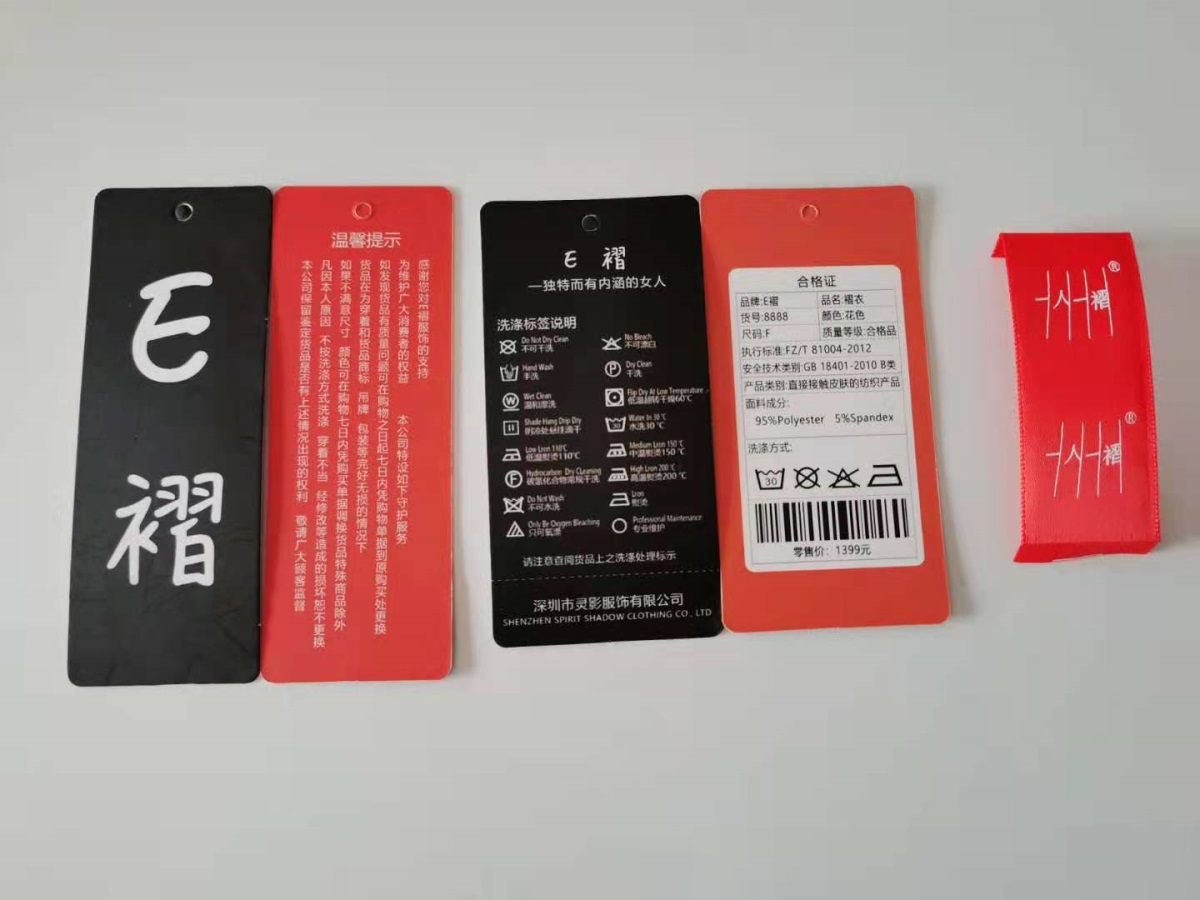 E
褶
温馨提示
感谢您对E褶服饰的支持
为维护广大消费者的权益 本公司特设如下守护服务
如发现货品有质量问题可在购物之日起七日内凭购物单据到原购买处更换
货品在为穿着和货品商标 吊牌 包装等完好无损的情况下
如果不满意尺寸 颜色可在购物七日内凭购买单据调换货品特殊商品除外
凡因本人原因 不按洗涤方式洗涤 穿着不当 经修改等造成的损坏恕不更换
本公司保留鉴定货品是否有上述情况出现的权利 敬请广大顾客监督
E 褶
—独特而有内涵的女人
洗涤标签说明
Do Not Dry Clean
不可干洗
No Bleach
不可漂白
Hand Wash
手洗
Dry Clean
干洗
Wet Clean
温和湿洗
Flip Dry At Low Temperature
低温翻转干燥60℃
Shade Hang Drip Dry
阴凉处悬挂滴干
Water In 30℃
水洗30℃
Low Lron 110℃
低温熨烫110℃
Medium Lron 150℃
中温熨烫150℃
Hydrocarbon Dry CLeaning
碳氢化合物常规干洗
High Lron 200℃
高温熨烫200℃
Do Not Wash
不可水洗
Lron
熨烫
Only Be Oxygen Bleaching
只可氧漂
Professional Maintenance
专业维护
请注意查阅货品上之洗涤处理标示
深圳市灵影服饰有限公司
SHENZHEN SPIRIT SHADOW CLOTHING CO., LTD
合格证
品牌:E褶 品名:褶衣
货号:8888 颜色:花色
尺码:F 质量等级:合格品
执行标准:FZ/T 81004-2012
安全技术类别:GB 18401-2010 B类
产品类别:直接接触皮肤的纺织产品
面料成分:
95%Polyester 5%Spandex
洗涤方式:
30
零售价: 1399元
人 褶 ®
人 褶 ®